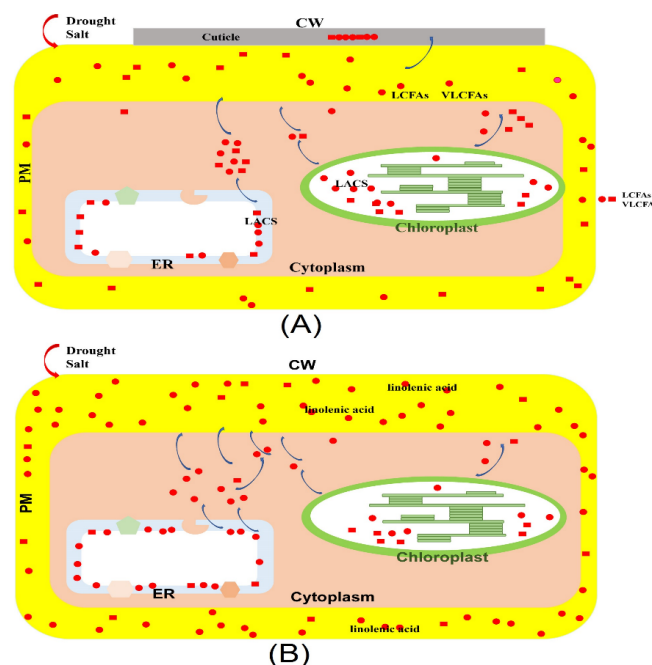 Drought
Salt
CW
Cuticle
LCFAs VLCFAs
PM
LACS
LACS
Chloroplast
LCFAs
VLCFA
ER
Cytoplasm
(A)
Drought
Salt
CW
linolenic acid
linolenic acid
PM
Chloroplast
ER
Cytoplasm
linolenic acid
(B)